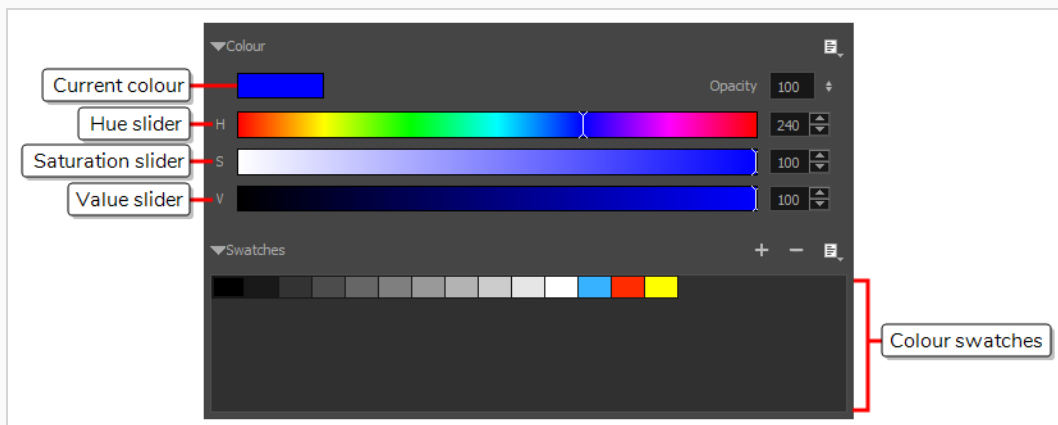 Colour
Current colour
Opacity 100
Hue slider
H 240
Saturation slider
S 100
Value slider
V 100
Swatches
Colour swatches